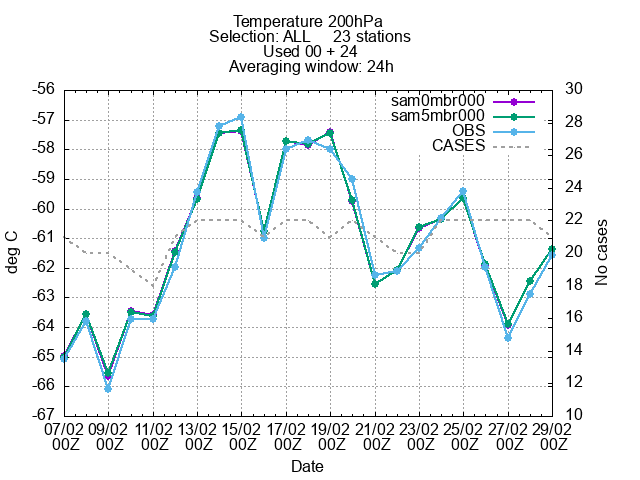 Temperature 200hPa
Selection: ALL 23 stations
Used 00 + 24
Averaging window: 24h
-56
-57
-58
-59
-60
-61
-62
-63
-64
-65
-66
-67
deg C
30
28
26
24
22
20
18
16
14
12
10
No cases
sam0mbr000
sam5mbr000
OBS
CASES
07/02 09/02 11/02 13/02 15/02 17/02 19/02 21/02 23/02 25/02 27/02 29/02
00Z 00Z 00Z 00Z 00Z 00Z 00Z 00Z 00Z 00Z 00Z 00Z
Date